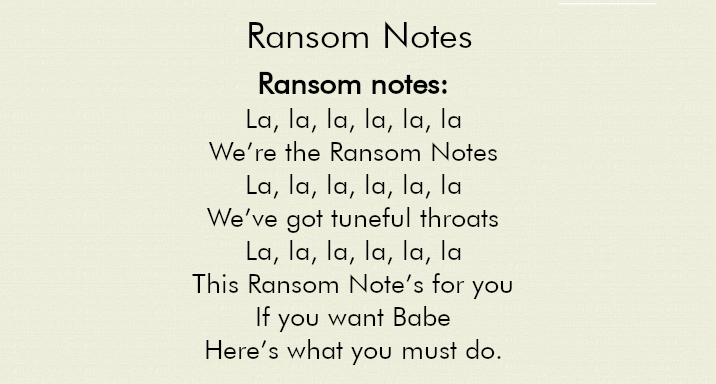 Ransom Notes
Ransom notes:
La, la, la, la, la, la
We’re the Ransom Notes
La, la, la, la, la, la
We’ve got tuneful throats
La, la, la, la, la, la
This Ransom Note’s for you
If you want Babe
Here’s what you must do.